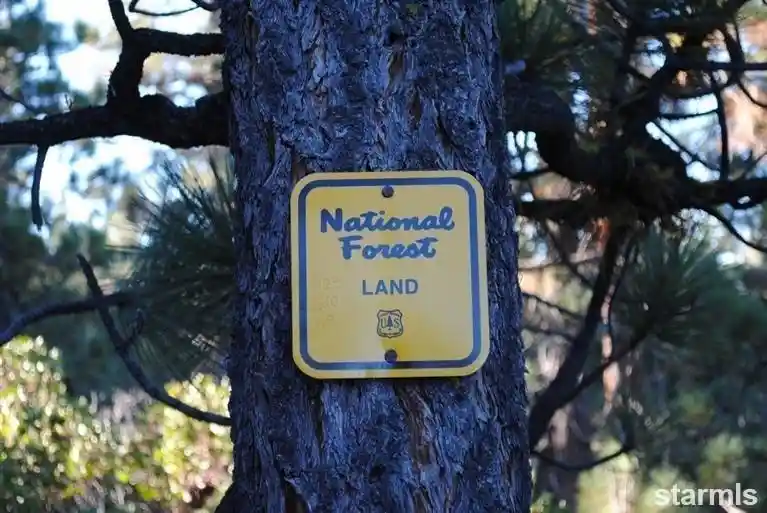 National
Forest
LAND
U S
starmls